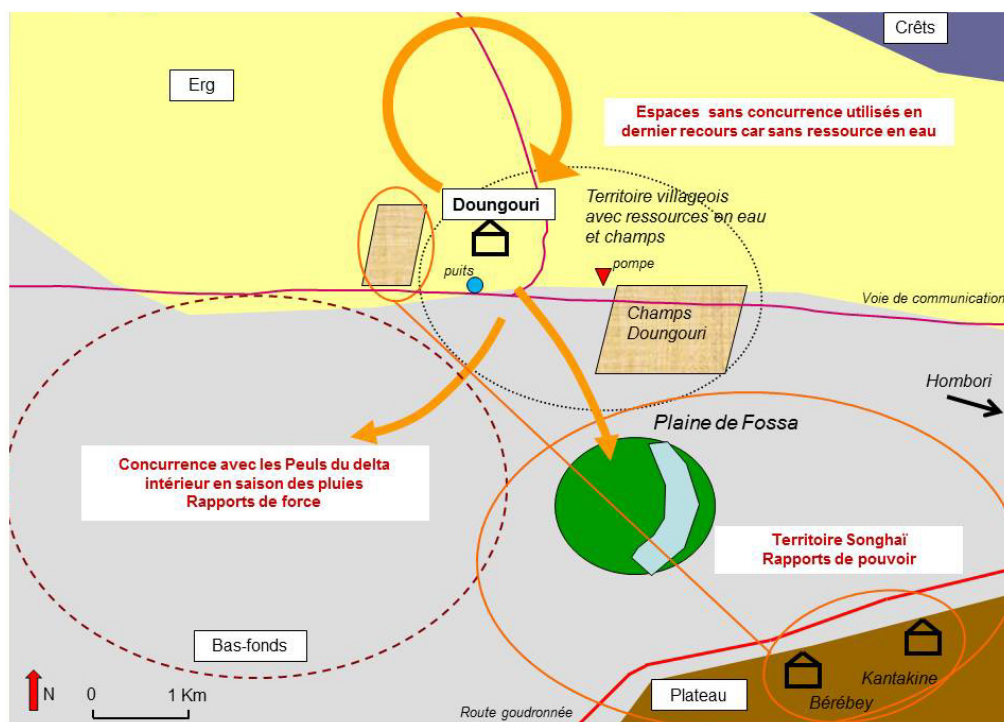 Crêts
Erg
Espaces sans concurrence utilisés en
dernier recours car sans ressource en eau
Doungouri
Territoire villageois
avec ressources en eau
et champs
puits
pompe
Voie de communication
Champs
Doungouri
Hombori
Plaine de Fossa
Concurrence avec les Peuls du delta
intérieur en saison des pluies
Rapports de force
Territoire Songhaï
Rapports de pouvoir
Bas-fonds
Kantakine
Bérébey
Plateau
N
0 1 Km
Route goudronnée